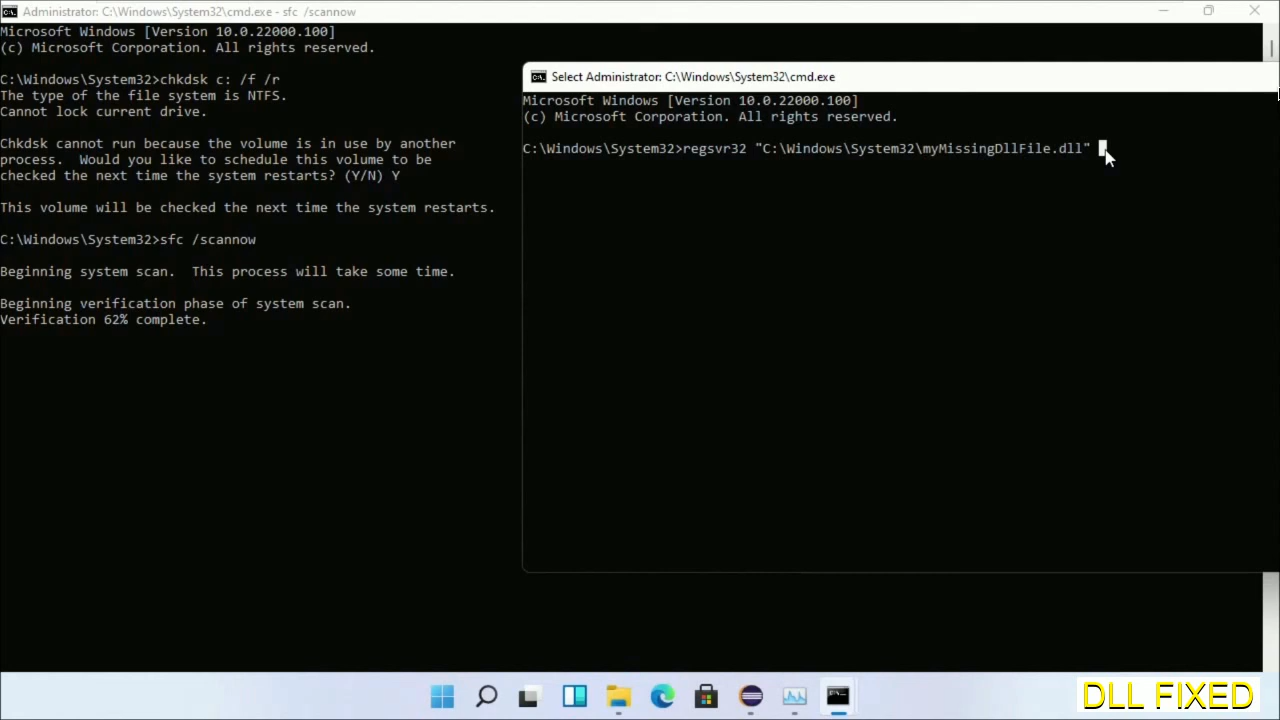 Administrator: C:\Windows\System32\cmd.exe - sfc /scannow
Microsoft Windows [Version 10.0.22000.100]
(c) Microsoft Corporation. All rights reserved.
C:\Windows\System32>chkdsk c: /f /r
The type of the file system is NTFS.
Cannot lock current drive.
Chkdsk cannot run because the volume is in use by another
process.  Would you like to schedule this volume to be
checked the next time the system restarts? (Y/N) Y
This volume will be checked the next time the system restarts.
C:\Windows\System32>sfc /scannow
Beginning system scan.  This process will take some time.
Beginning verification phase of system scan.
Verification 62% complete.
Select Administrator: C:\Windows\System32\cmd.exe
Microsoft Windows [Version 10.0.22000.100]
(c) Microsoft Corporation. All rights reserved.
C:\Windows\System32>regsvr32 "C:\Windows\System32\myMissingDllFile.dll"
DLL FIXED